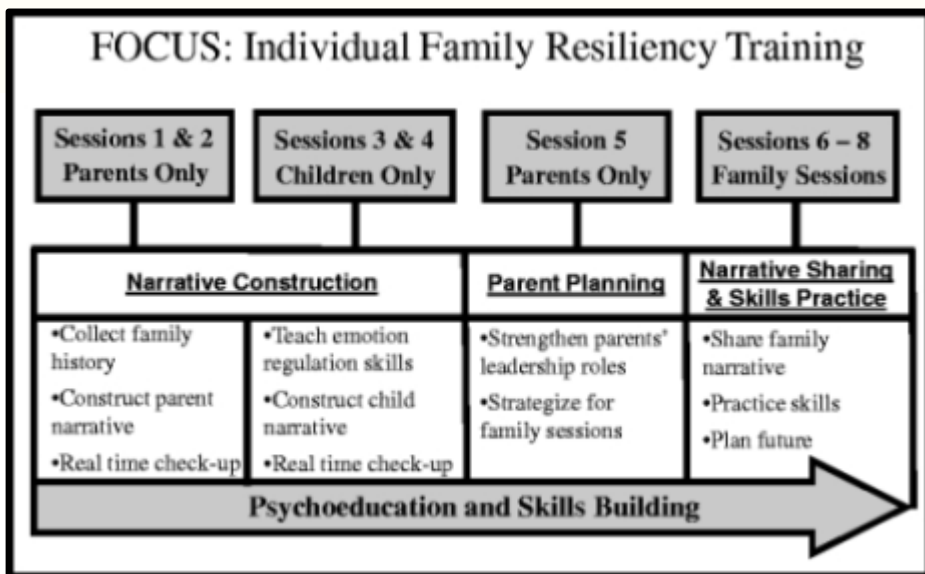 FOCUS: Individual Family Resiliency Training
Sessions 1 & 2
Parents Only
Sessions 3 & 4
Children Only
Session 5
Parents Only
Sessions 6 – 8
Family Sessions
Narrative Construction
Parent Planning
Narrative Sharing
& Skills Practice
•Collect family
history
•Construct parent
narrative
•Real time check-up
•Teach emotion
regulation skills
•Construct child
narrative
•Real time check-up
•Strengthen parents'
leadership roles
•Strategize for
family sessions
•Share family
narrative
•Practice skills
•Plan future
Psychoeducation and Skills Building